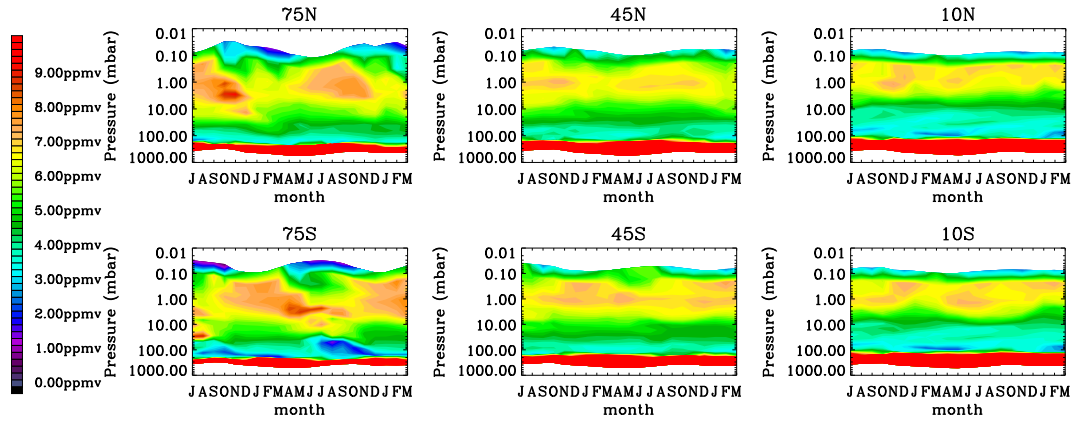 75N
45N
10N
9.00ppmv
8.00ppmv
7.00ppmv
6.00ppmv
5.00ppmv
4.00ppmv
3.00ppmv
2.00ppmv
1.00ppmv
0.00ppmv
Pressure (mbar)
0.01
0.10
1.00
10.00
100.00
1000.00
J A S O N D J F M A M J J A S O N D J F M
month
Pressure (mbar)
0.01
0.10
1.00
10.00
100.00
1000.00
J A S O N D J F M A M J J A S O N D J F M
month
Pressure (mbar)
0.01
0.10
1.00
10.00
100.00
1000.00
J A S O N D J F M A M J J A S O N D J F M
month
75S
45S
10S
Pressure (mbar)
0.01
0.10
1.00
10.00
100.00
1000.00
J A S O N D J F M A M J J A S O N D J F M
month
Pressure (mbar)
0.01
0.10
1.00
10.00
100.00
1000.00
J A S O N D J F M A M J J A S O N D J F M
month
Pressure (mbar)
0.01
0.10
1.00
10.00
100.00
1000.00
J A S O N D J F M A M J J A S O N D J F M
month